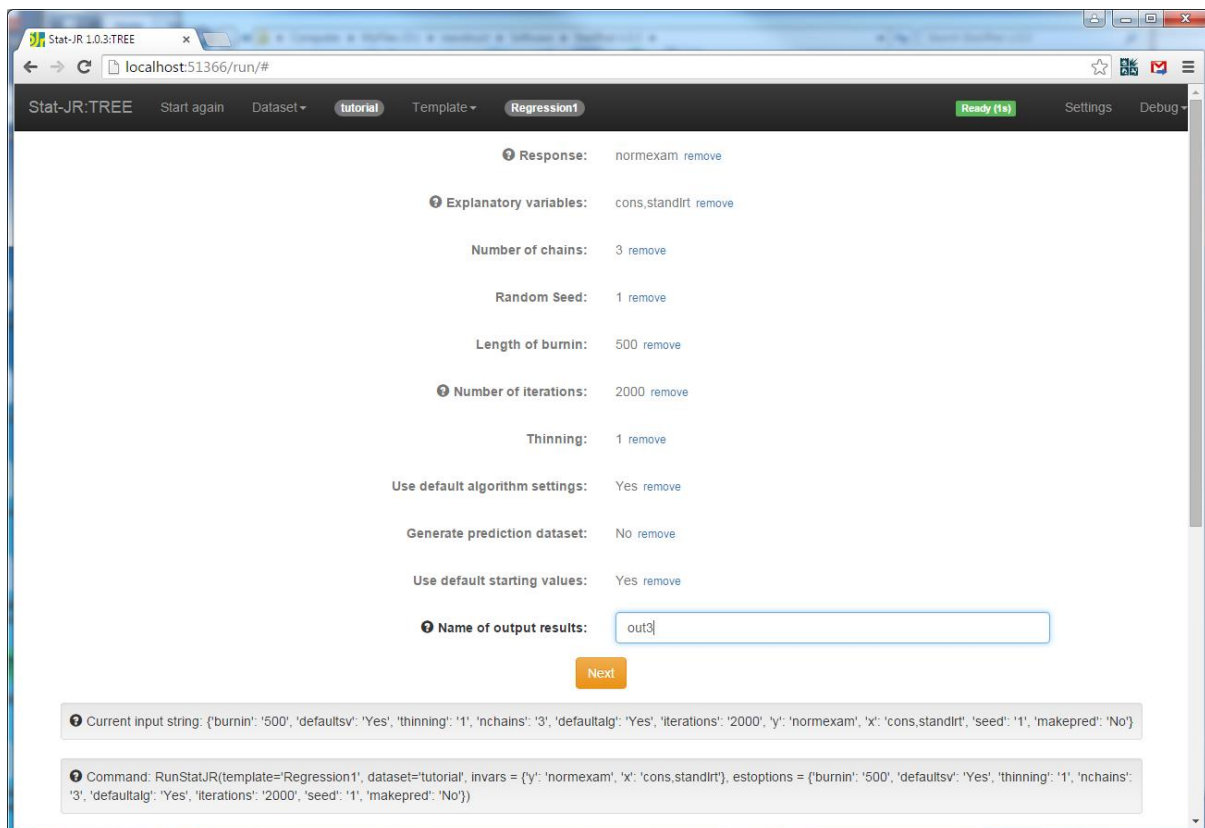 Stat-JR 1.0.3:TREE
localhost:51366/run/#
Stat-JR:TREE Start again Dataset tutorial Template Regression1 Ready (1s) Settings Debug
Response: normexam remove
Explanatory variables: cons,standlrt remove
Number of chains: 3 remove
Random Seed: 1 remove
Length of burnin: 500 remove
Number of iterations: 2000 remove
Thinning: 1 remove
Use default algorithm settings: Yes remove
Generate prediction dataset: No remove
Use default starting values: Yes remove
Name of output results: out3
Next
Current input string: {'burnin': '500', 'defaultsv': 'Yes', 'thinning': '1', 'nchains': '3', 'defaultalg': 'Yes', 'iterations': '2000', 'y': 'normexam', 'x': 'cons,standlrt', 'seed': '1', 'makepred': 'No'}
Command: RunStatJR(template='Regression1', dataset='tutorial', invars = {'y': 'normexam', 'x': 'cons,standlrt'}, estoptions = {'burnin': '500', 'defaultsv': 'Yes', 'thinning': '1', 'nchains':
'3', 'defaultalg': 'Yes', 'iterations': '2000', 'seed': '1', 'makepred': 'No'})